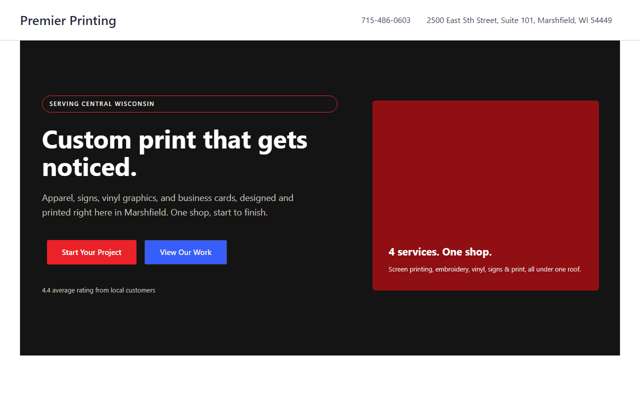 Premier Printing
715-486-0603
2500 East 5th Street, Suite 101, Marshfield, WI 54449
SERVING CENTRAL WISCONSIN
Custom print that gets
noticed.
Apparel, signs, vinyl graphics, and business cards, designed and
printed right here in Marshfield. One shop, start to finish.
Start Your Project
View Our Work
4.4 average rating from local customers
4 services. One shop.
Screen printing, embroidery, vinyl, signs & print, all under one roof.